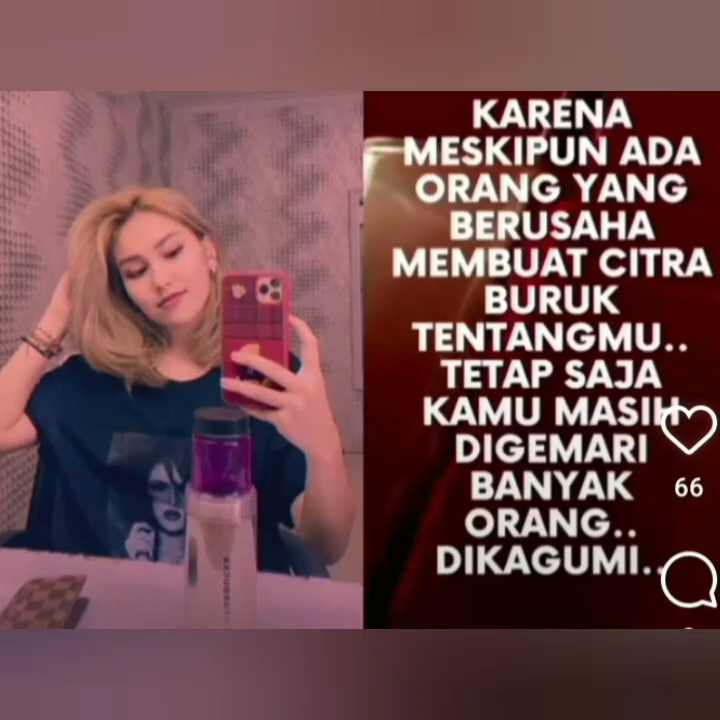 KARENA
MESKIPUN ADA
ORANG YANG
BERUSAHA
MEMBUAT CITRA
BURUK
TENTANGMU..
TETAP SAJA
KAMU MASIH
DIGEMARI
BANYAK
ORANG..
DIKAGUMI..
66